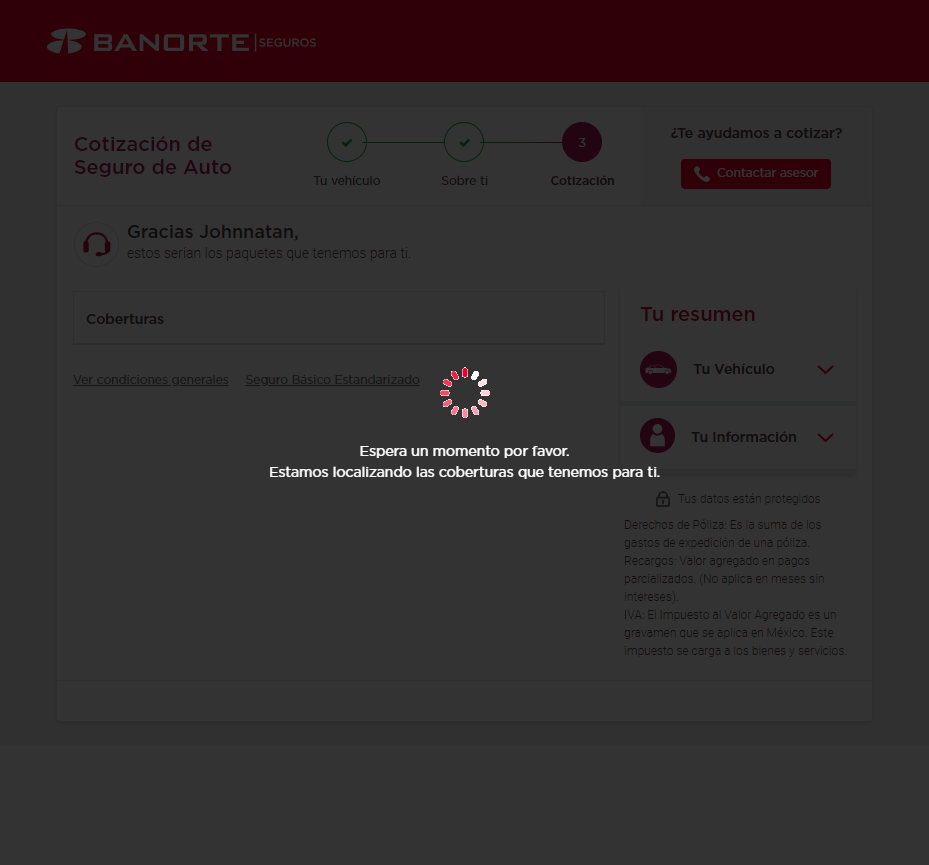 BANORTE | SEGUROS
Cotización de
Seguro de Auto
Tu vehículo
Sobre ti
3
Cotización
¿Te ayudamos a cotizar?
Contactar asesor
Gracias Johnnatan,
estos serían los paquetes que tenemos para ti.
Coberturas
Ver condiciones generales
Seguro Básico Estandarizado
Espera un momento por favor.
Estamos localizando las coberturas que tenemos para ti.
Tu resumen
Tu Vehículo
Tu Información
Tus datos están protegidos
Derechos de Póliza: Es la suma de los
gastos de expedición de una póliza.
Recargos: Valor agregado en pagos
parcializados. (No aplica en meses sin
intereses).
IVA: El Impuesto al Valor Agregado es un
gravamen que se aplica en México. Este
impuesto se carga a los bienes y servicios.